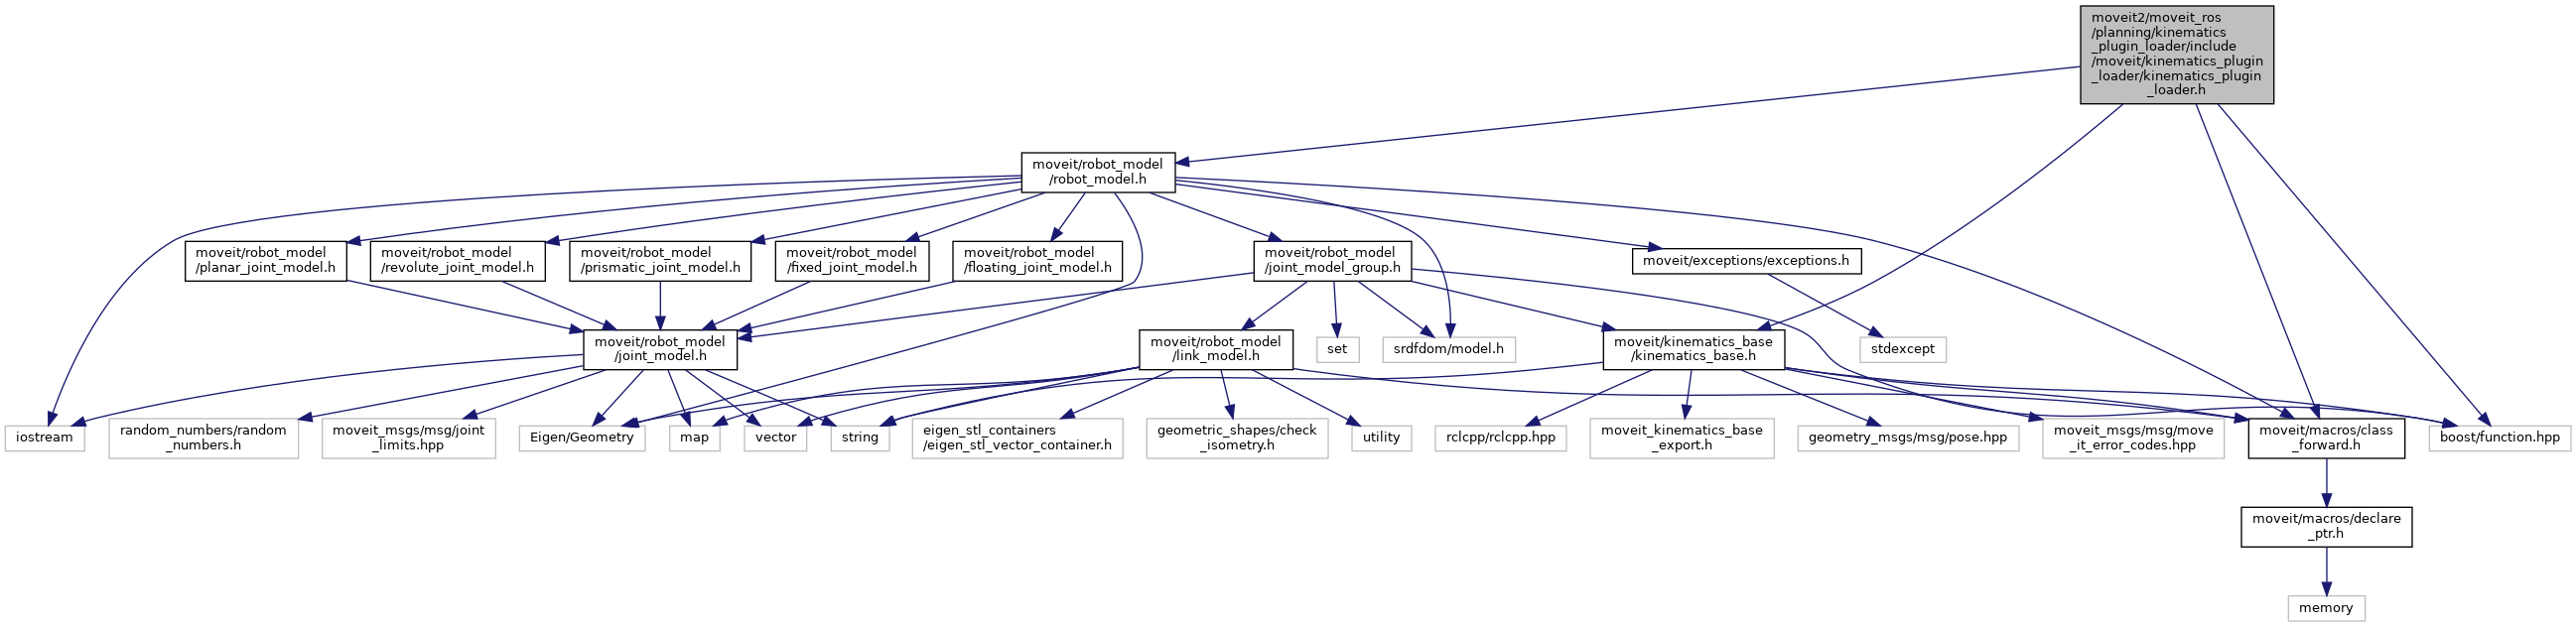 moveit2/moveit_ros
/planning/kinematics
_plugin_loader/include
/moveit/kinematics_plugin
_loader/kinematics_plugin
_loader.h
moveit/robot_model
/robot_model.h
moveit/robot_model
/planar_joint_model.h
moveit/robot_model
/revolute_joint_model.h
moveit/robot_model
/prismatic_joint_model.h
moveit/robot_model
/fixed_joint_model.h
moveit/robot_model
/floating_joint_model.h
moveit/robot_model
/joint_model_group.h
moveit/exceptions/exceptions.h
moveit/robot_model
/joint_model.h
moveit/robot_model
/link_model.h
set
srdfdom/model.h
moveit/kinematics_base
/kinematics_base.h
stdexcept
iostream
random_numbers/random
_numbers.h
moveit_msgs/msg/joint
_limits.hpp
Eigen/Geometry
map
vector
string
eigen_stl_containers
/eigen_stl_vector_container.h
geometric_shapes/check
_isometry.h
utility
rclcpp/rclcpp.hpp
moveit_kinematics_base
_export.h
geometry_msgs/msg/pose.hpp
moveit_msgs/msg/move
_it_error_codes.hpp
moveit/macros/class
_forward.h
boost/function.hpp
moveit/macros/declare
_ptr.h
memory